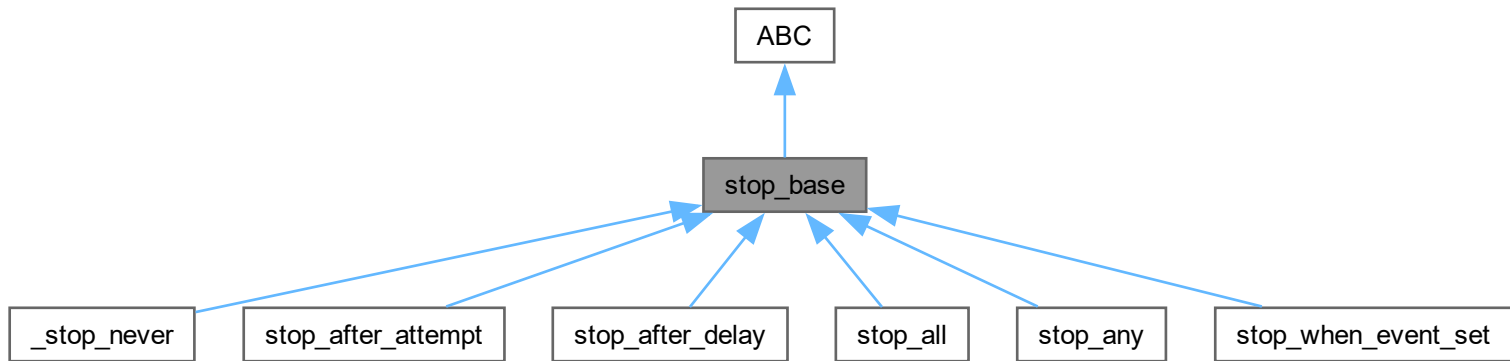 ABC
stop_base
_stop_never
stop_after_attempt
stop_after_delay
stop_all
stop_any
stop_when_event_set